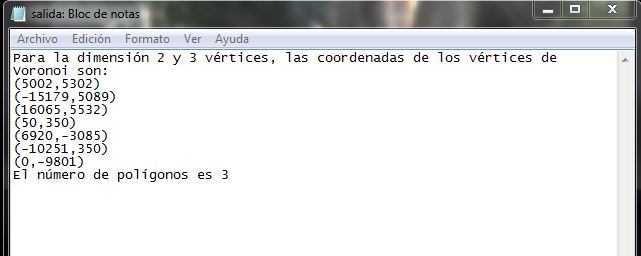 salida: Bloc de notas
Archivo Edición Formato Ver Ayuda
Para la dimensión 2 y 3 vértices, las coordenadas de los vértices de
Voronoi son:
(5002,5302)
(-15179,5089)
(16065,5532)
(50,350)
(6920,-3085)
(-10251,350)
(0,-9801)
El número de polígonos es 3